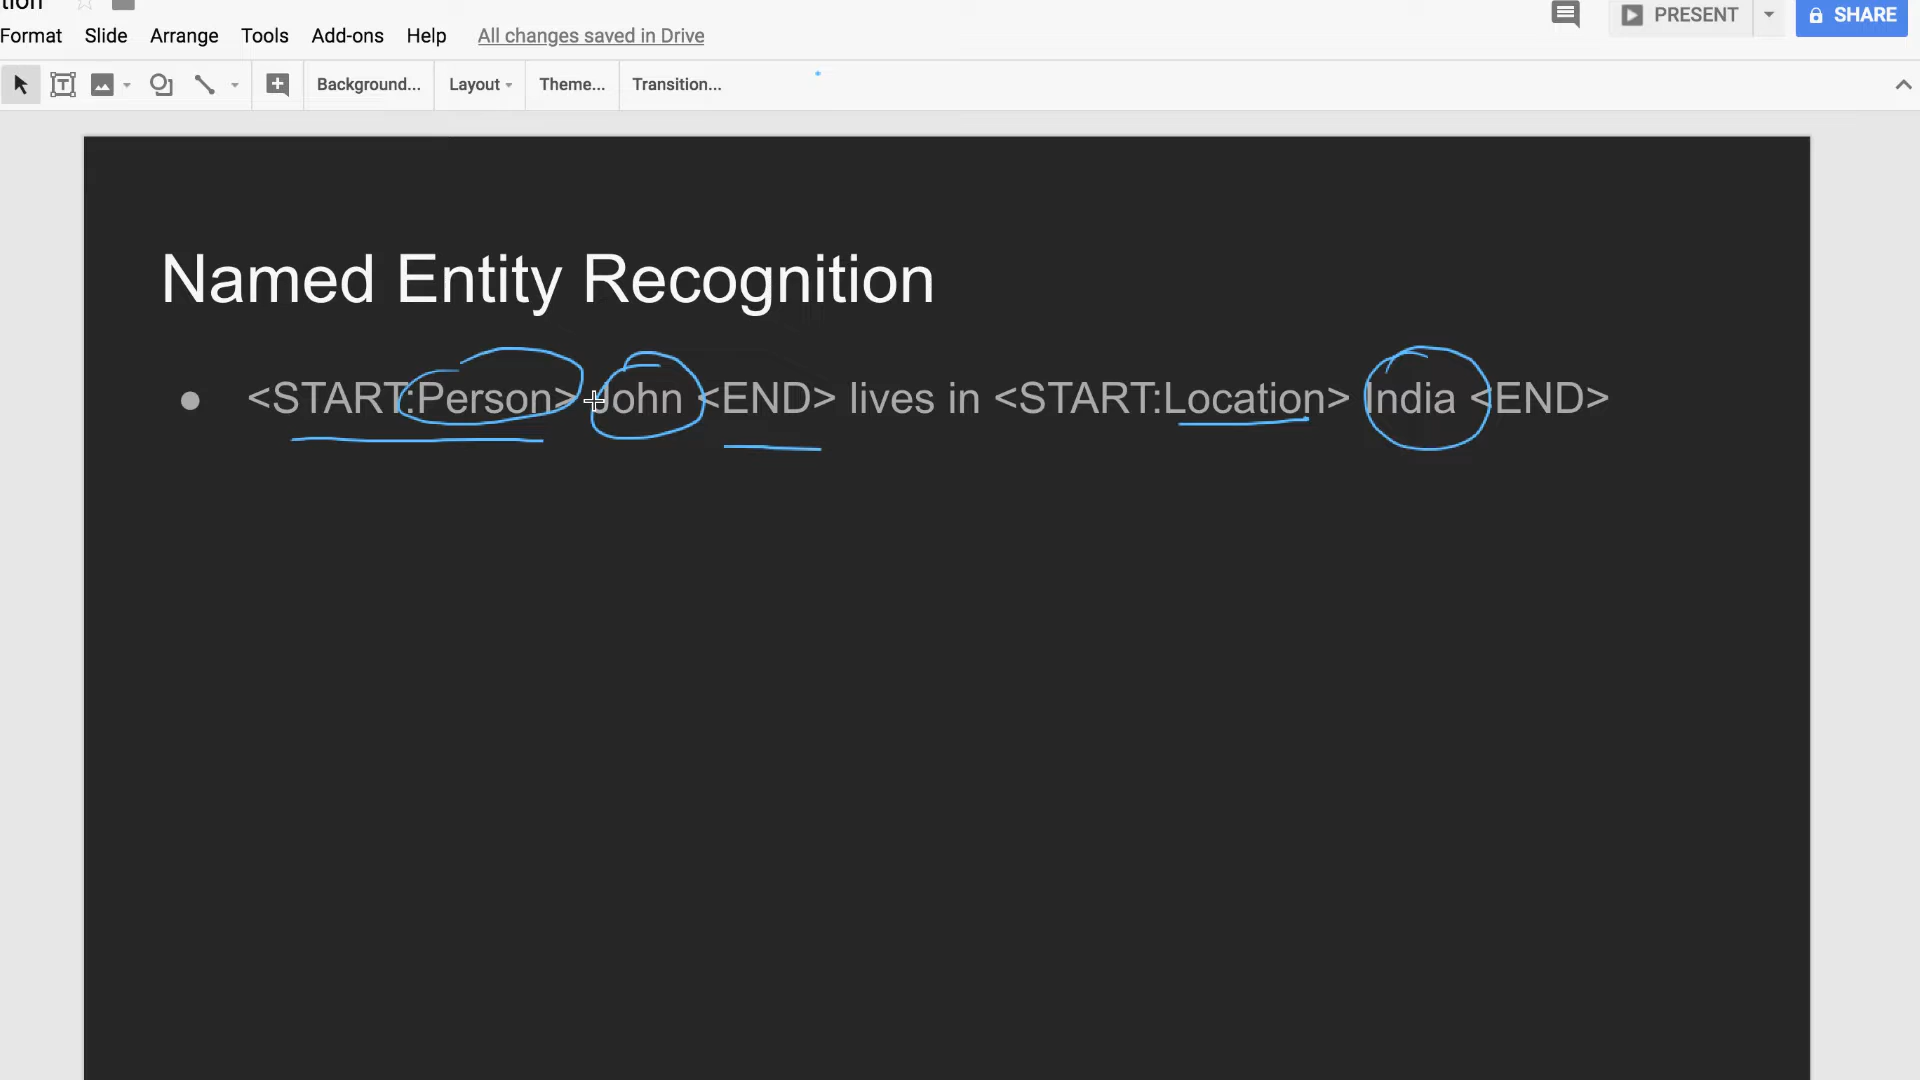 tion
PRESENT
SHARE
Format Slide Arrange Tools Add-ons Help All changes saved in Drive
Background... Layout Theme... Transition...
Named Entity Recognition
● <START:Person> John <END> lives in <START:Location> India <END>